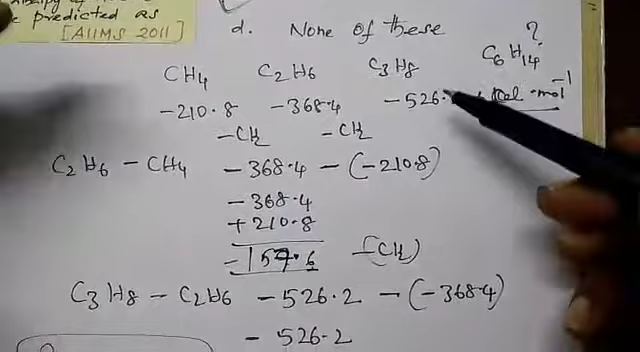 be predicted as
[AIIMS 2011]
d. None of these
?
CH4 C2H6 C3H8 C6H14
-210.8 -368.4 -526. mol-1
-CH2 -CH2
C2H6 - CH4 -368.4 - (-210.8)
-368.4
+210.8
-157.6 -(CH2)
C3H8 - C2H6 -526.2 - (-368.4)
- 526.2